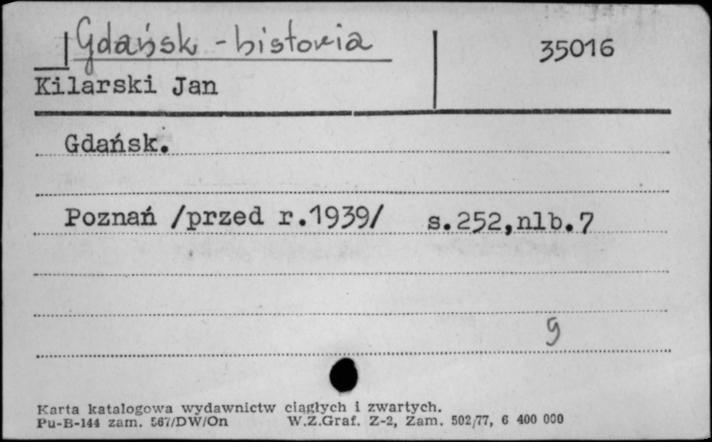 Gdańsk - historia
35016
Kilarski Jan
Gdańsk.
Poznań /przed r.1939/ s.252,nlb.7
g
Karta katalogowa wydawnictw ciągłych i zwartych.
Pu-B-144 zam. 567/DW/On W.Z.Graf. Z-2, Zam. 502/77, 6 400 000